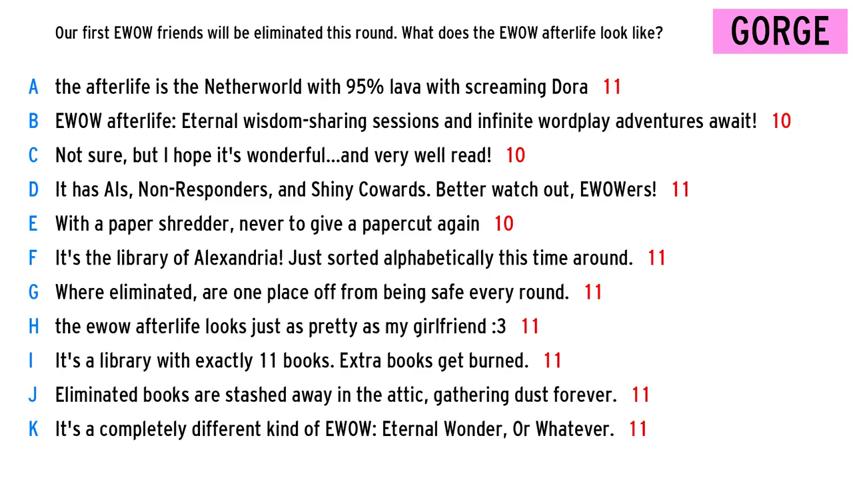 Our first EWOW friends will be eliminated this round. What does the EWOW afterlife look like?
GORGE
A the afterlife is the Netherworld with 95% lava with screaming Dora 11
B EWOW afterlife: Eternal wisdom-sharing sessions and infinite wordplay adventures await! 10
C Not sure, but I hope it's wonderful...and very well read! 10
D It has AIs, Non-Responders, and Shiny Cowards. Better watch out, EWOWers! 11
E With a paper shredder, never to give a papercut again 10
F It's the library of Alexandria! Just sorted alphabetically this time around. 11
G Where eliminated, are one place off from being safe every round. 11
H the ewow afterlife looks just as pretty as my girlfriend :3 11
I It's a library with exactly 11 books. Extra books get burned. 11
J Eliminated books are stashed away in the attic, gathering dust forever. 11
K It's a completely different kind of EWOW: Eternal Wonder, Or Whatever. 11